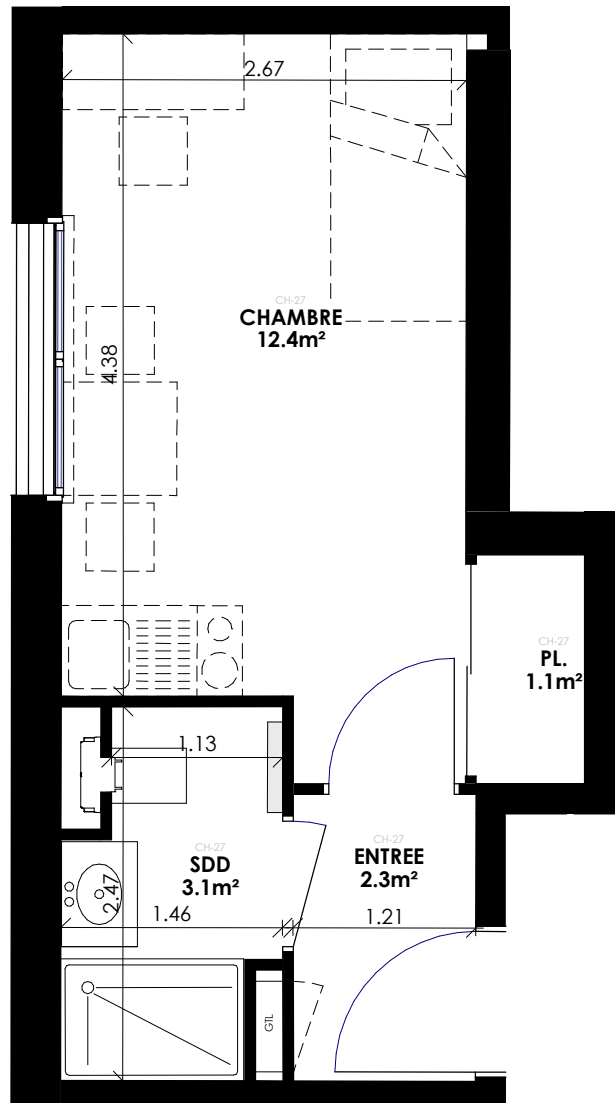 2.67
CH-27
CHAMBRE
12.4m²
4.38
CH-27
PL.
1.1m²
1.13
CH-27
SDD
3.1m²
CH-27
ENTREE
2.3m²
2.47
1.46
1.21
GTL